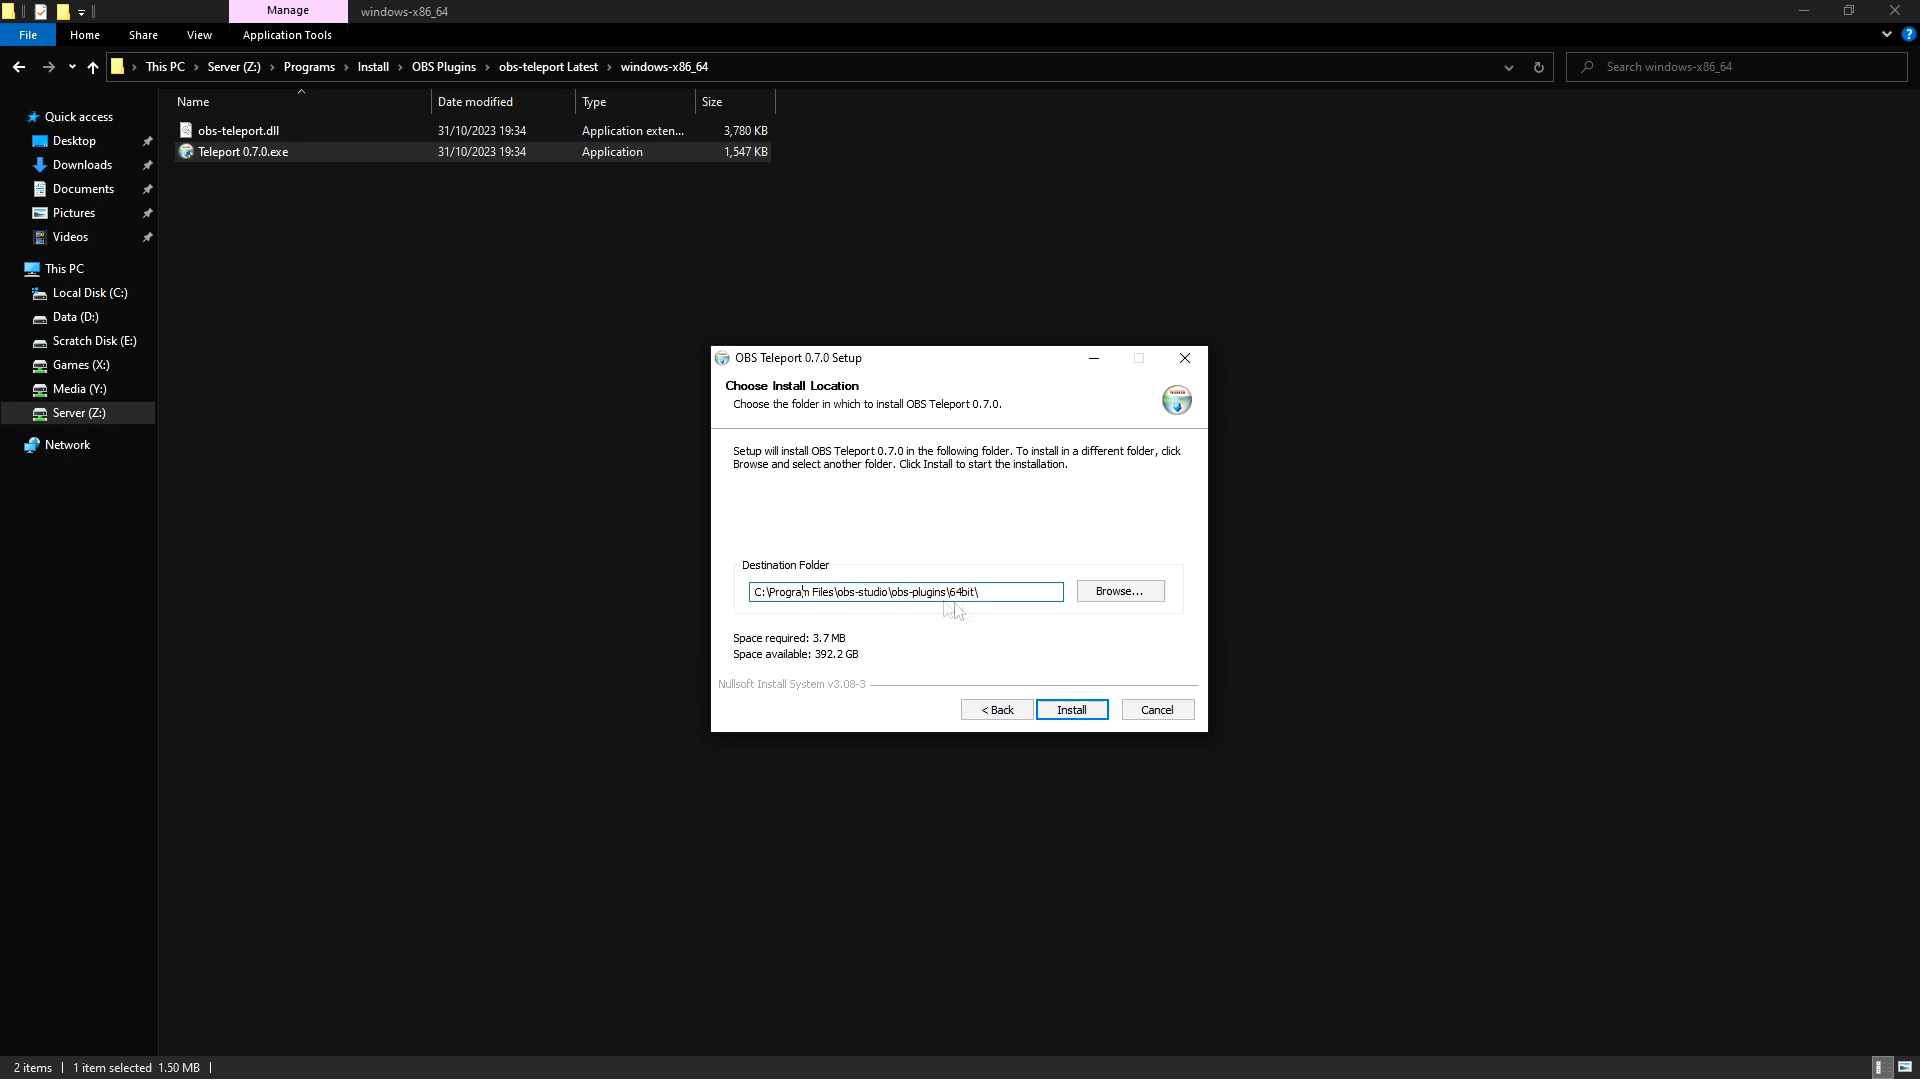 Manage
windows-x86_64
File
Home
Share
View
Application Tools
?
This PC > Server (Z:) > Programs > Install > OBS Plugins > obs-teleport Latest > windows-x86_64
Search windows-x86_64
Name
Date modified
Type
Size
obs-teleport.dll
31/10/2023 19:34
Application exten...
3,780 KB
Teleport 0.7.0.exe
31/10/2023 19:34
Application
1,547 KB
Quick access
Desktop
Downloads
Documents
Pictures
Videos
This PC
Local Disk (C:)
Data (D:)
Scratch Disk (E:)
Games (X:)
Media (Y:)
Server (Z:)
Network
OBS Teleport 0.7.0 Setup
Choose Install Location
Choose the folder in which to install OBS Teleport 0.7.0.
Setup will install OBS Teleport 0.7.0 in the following folder. To install in a different folder, click
Browse and select another folder. Click Install to start the installation.
Destination Folder
C:\Program Files\obs-studio\obs-plugins\64bit\
Browse...
Space required: 3.7 MB
Space available: 392.2 GB
Nullsoft Install System v3.08-3
< Back
Install
Cancel
2 items
1 item selected 1.50 MB